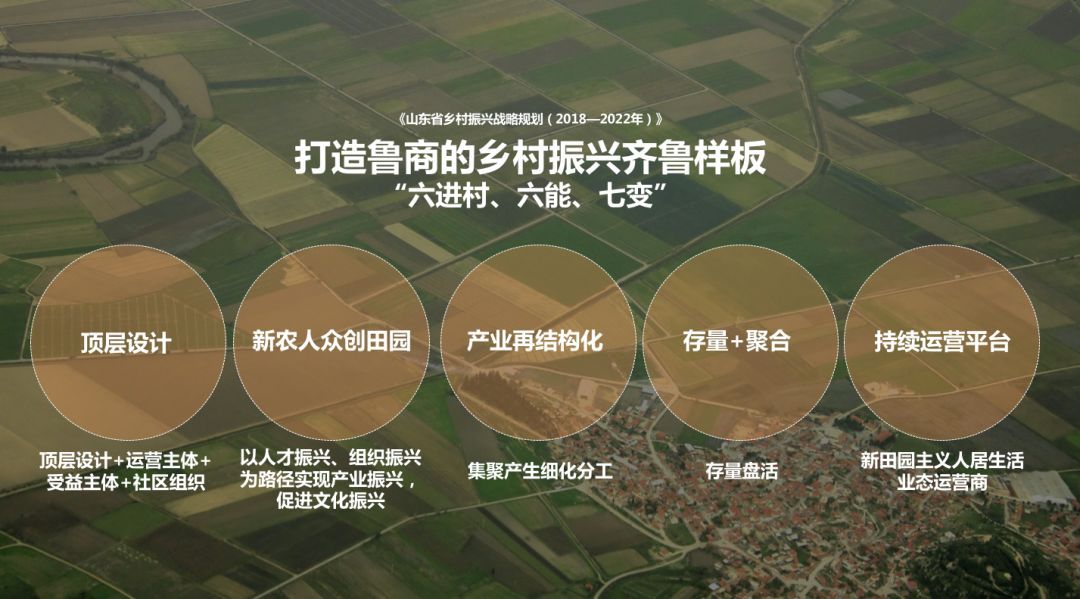 《山东省乡村振兴战略规划（2018—2022年）》
打造鲁商的乡村振兴齐鲁样板
“六进村、六能、七变”
顶层设计
新农人众创田园
产业再结构化
存量+聚合
持续运营平台
顶层设计+运营主体+
受益主体+社区组织
以人才振兴、组织振兴
为路径实现产业振兴，
促进文化振兴
集聚产生细化分工
存量盘活
新田园主义人居生活
业态运营商